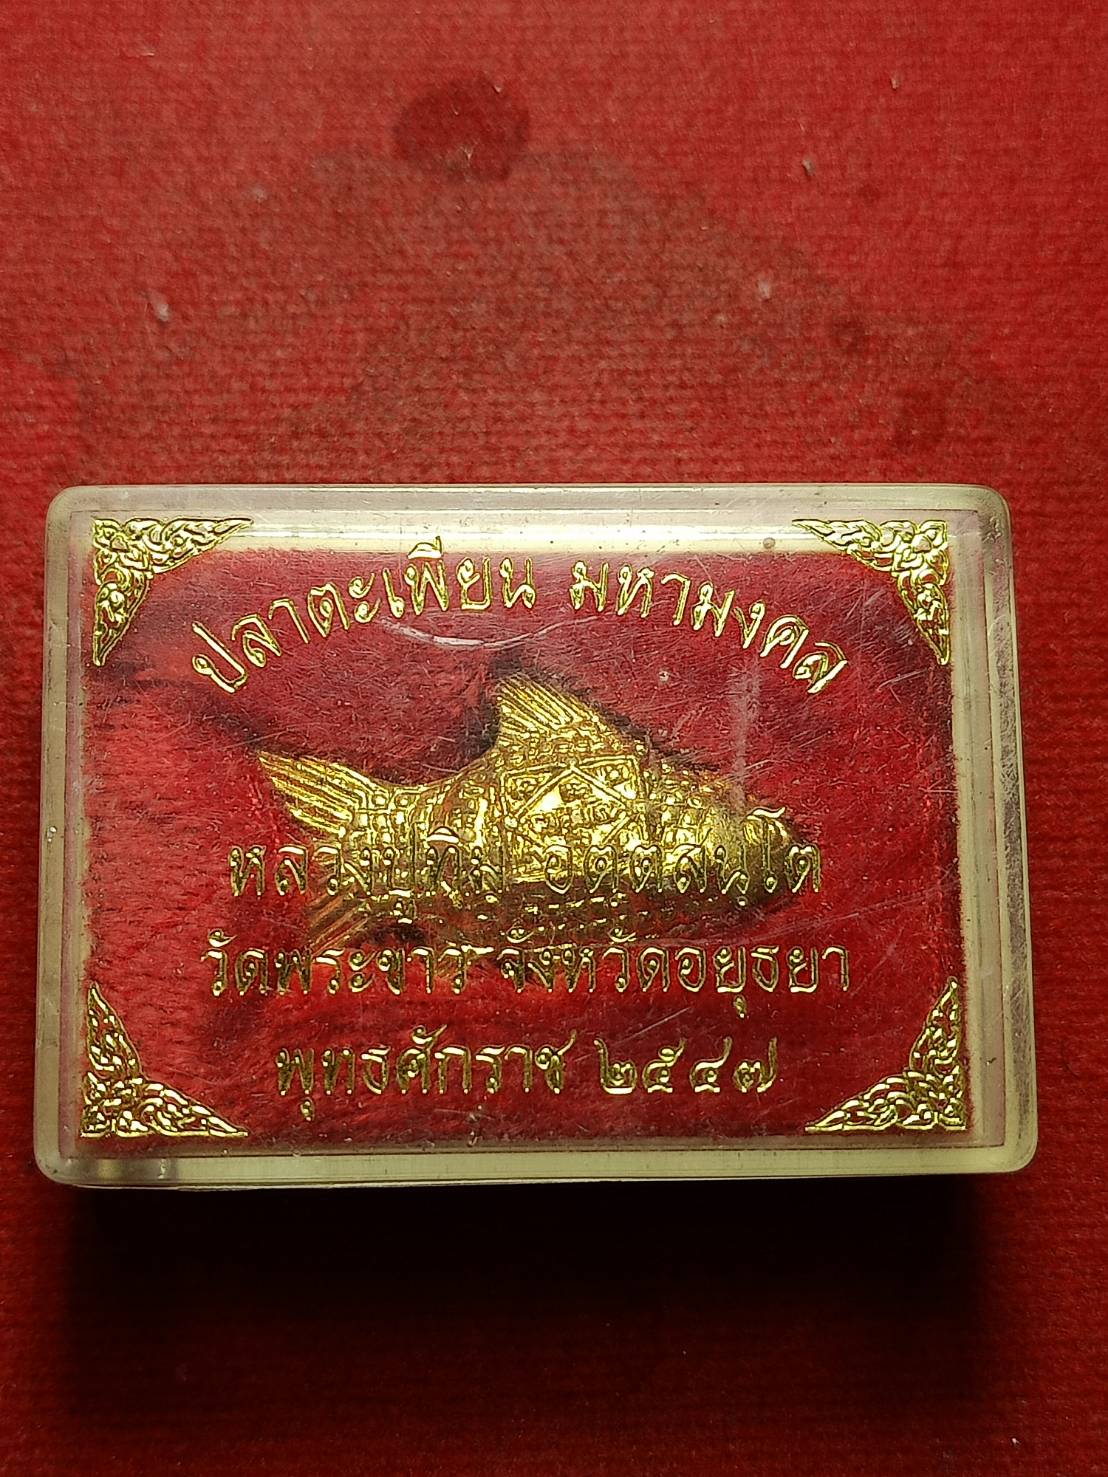 ปลาตะเพียน มหามงคล
หลวงปู่ทิม อตฺตสนฺโต
วัดพระขาว จังหวัดอยุธยา
พุทธศักราช ๒๕๔๗